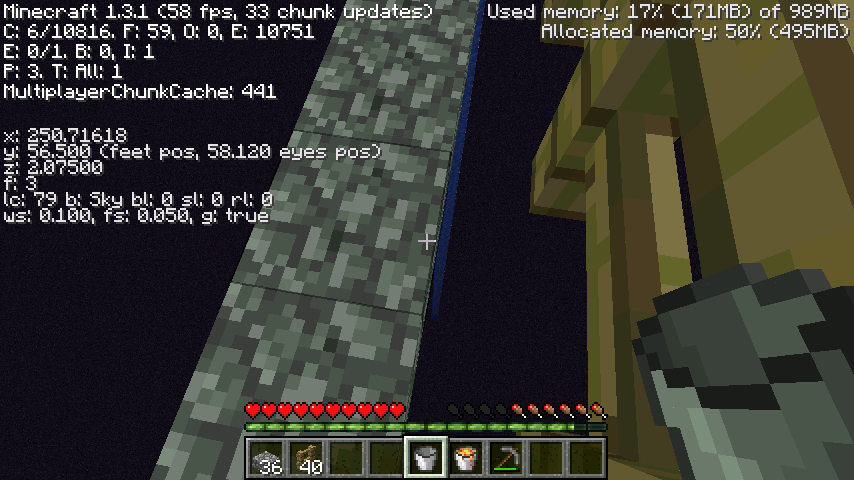 Minecraft 1.3.1 (58 fps, 33 chunk updates)
C: 6/10816. F: 59, O: 0, E: 10751
E: 0/1. B: 0, I: 1
P: 3. T: All: 1
MultiplayerChunkCache: 441
Used memory: 17% (171MB) of 989MB
Allocated memory: 50% (495MB)
x: 250.71618
y: 56.500 (feet pos, 58.120 eyes pos)
z: 2.07500
f: 3
lc: 79 b: Sky bl: 0 sl: 0 rl: 0
ws: 0.100, fs: 0.050, g: true
36
40